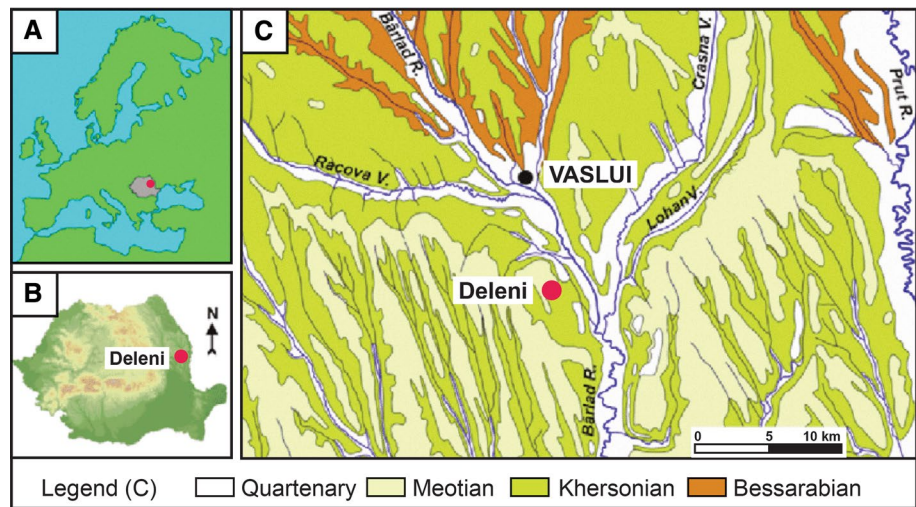 A
B
N
Deleni
C
Bârlad R.
Crasna V.
Prut R.
Racova V.
VASLUI
Lohan V.
Deleni
Bârlad R.
0 5 10 km
Legend (C) Quartenary Meotian Khersonian Bessarabian